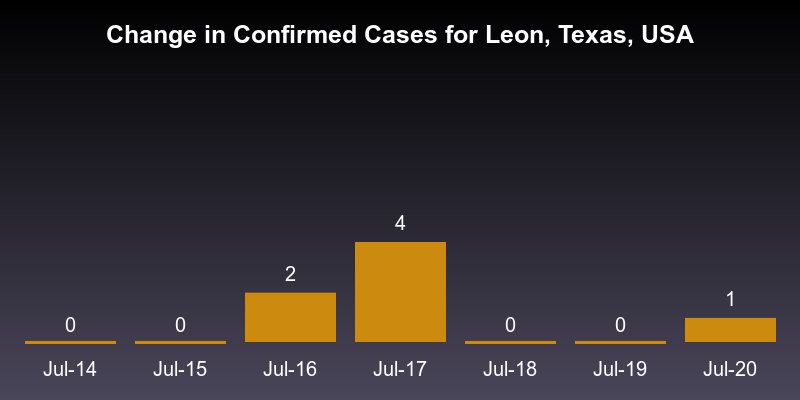 Change in Confirmed Cases for Leon, Texas, USA
4
2
1
0 0 0 0
Jul-14 Jul-15 Jul-16 Jul-17 Jul-18 Jul-19 Jul-20